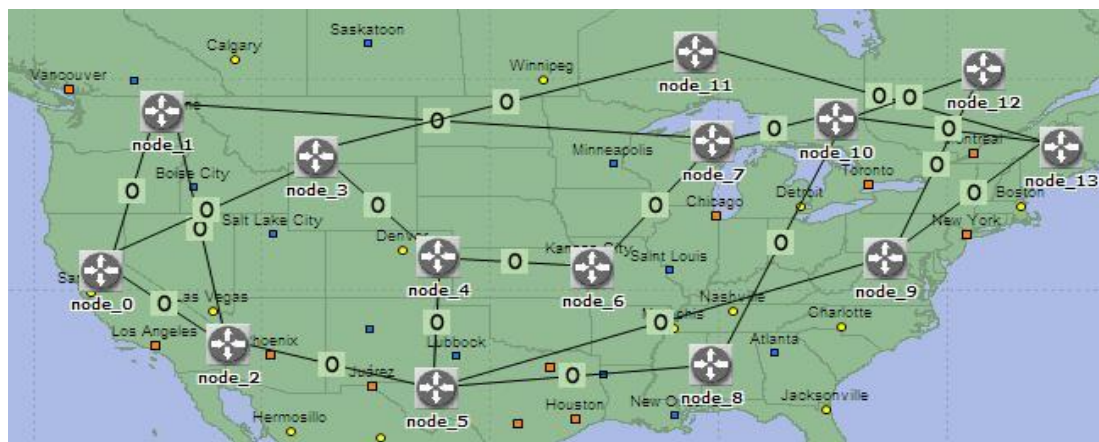 Saskatoon
Calgary
Winnipeg
Vancouver
node_11
node_12
node_1
0
0
0
0
0
0
node_10
Minneapolis
node_7
node_3
node_13
Toronto
Boise City
Detroit
Boston
0
0
0
0
0
Chicago
Salt Lake City
0
New York
Denver
0
Kansas City
Saint Louis
node_0
node_4
0
node_6
node_9
Las Vegas
0
Nashville
Charlotte
Los Angeles
0
0
Lubbock
Atlanta
node_2
0
Juárez
0
node_5
node_8
Houston
Jacksonville
Hermosillo